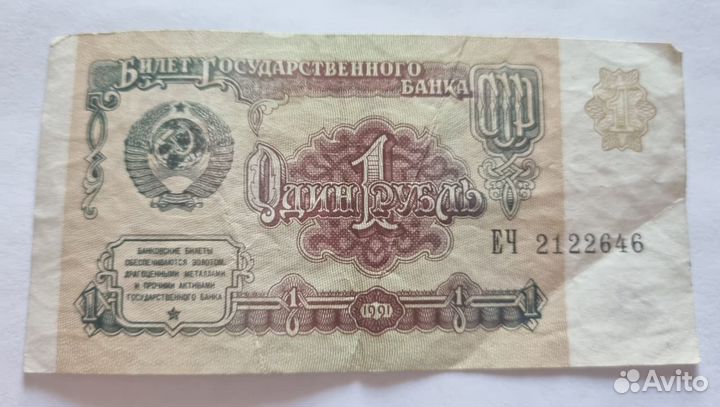 Билет Государственного
Банка СССР
1
1
Один Рубль
ЕЧ 2122646
БАНКОВСКИЕ БИЛЕТЫ
ОБЕСПЕЧИВАЮТСЯ ЗОЛОТОМ,
ДРАГОЦЕННЫМИ МЕТАЛЛАМИ
И ПРОЧИМИ АКТИВАМИ
ГОСУДАРСТВЕННОГО БАНКА
1
1
1991
1
1
Avito